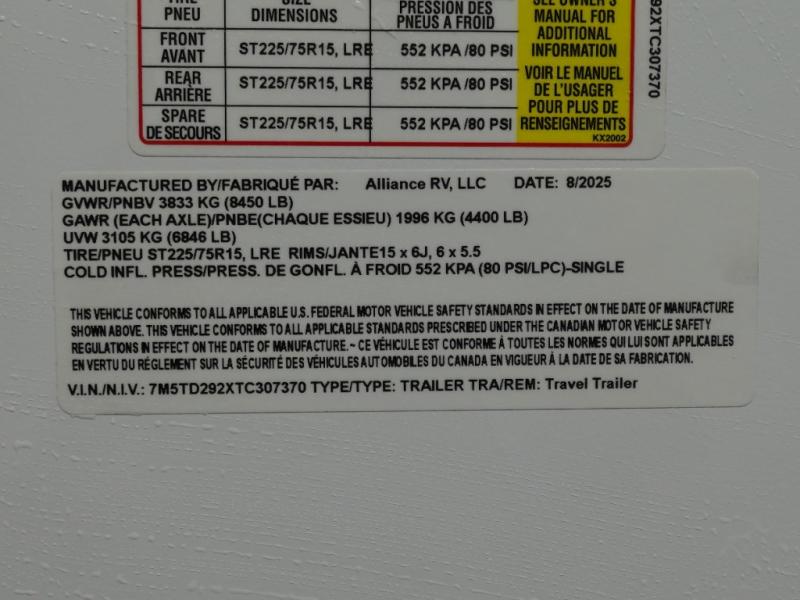 TIRE SIZE PRESSION DES SEE OWNER'S
PNEU DIMENSIONS PNEUS A FROID MANUAL FOR
ADDITIONAL
INFORMATION
FRONT
AVANT ST225/75R15, LRE 552 KPA /80 PSI
REAR
ARRIÈRE ST225/75R15, LRE 552 KPA /80 PSI
SPARE
DE SECOURS ST225/75R15, LRE 552 KPA /80 PSI
VOIR LE MANUEL
DE L'USAGER
POUR PLUS DE
RENSEIGNEMENTS
KX2002
92XTC307370
MANUFACTURED BY/FABRIQUÉ PAR: Alliance RV, LLC DATE: 8/2025
GVWR/PNBV 3833 KG (8450 LB)
GAWR (EACH AXLE)/PNBE(CHAQUE ESSIEU) 1996 KG (4400 LB)
UVW 3105 KG (6846 LB)
TIRE/PNEU ST225/75R15, LRE RIMS/JANTE15 x 6J, 6 x 5.5
COLD INFL. PRESS/PRESS. DE GONFL. À FROID 552 KPA (80 PSI/LPC)-SINGLE
THIS VEHICLE CONFORMS TO ALL APPLICABLE U.S. FEDERAL MOTOR VEHICLE SAFETY STANDARDS IN EFFECT ON THE DATE OF MANUFACTURE
SHOWN ABOVE. THIS VEHICLE CONFORMS TO ALL APPLICABLE STANDARDS PRESCRIBED UNDER THE CANADIAN MOTOR VEHICLE SAFETY
REGULATIONS IN EFFECT ON THE DATE OF MANUFACTURE.~ CE VÉHICULE EST CONFORME À TOUTES LES NORMES QUI LUI SONT APPLICABLES
EN VERTU DU RÉGLEMENT SUR LA SÉCURITÉ DES VÉHICULES AUTOMOBILES DU CANADA EN VIGUEUR À LA DATE DE SA FABRICATION.
V.I.N./N.I.V.: 7M5TD292XTC307370 TYPE/TYPE: TRAILER TRA/REM: Travel Trailer